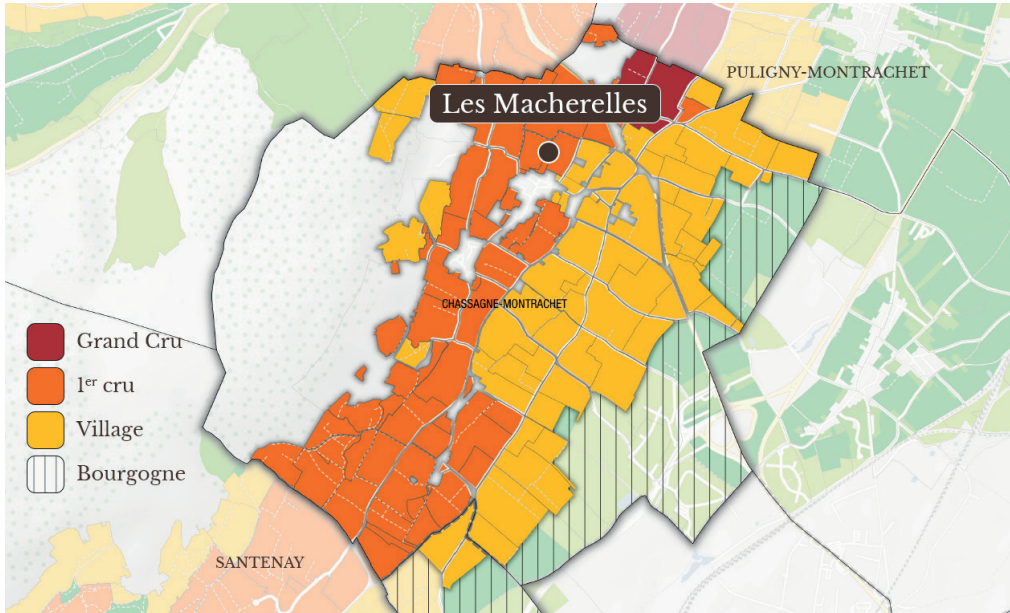 PULIGNY-MONTRACHET
Les Macherelles
CHASSAGNE-MONTRACHET
Grand Cru
1er cru
Village
Bourgogne
SANTENAY